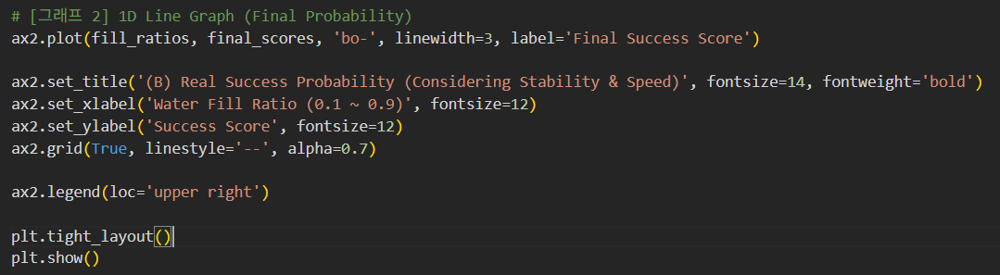 # [그래프 2] 1D Line Graph (Final Probability)
ax2.plot(fill_ratios, final_scores, 'bo-', linewidth=3, label='Final Success Score')
ax2.set_title('(B) Real Success Probability (Considering Stability & Speed)', fontsize=14, fontweight='bold')
ax2.set_xlabel('Water Fill Ratio (0.1 ~ 0.9)', fontsize=12)
ax2.set_ylabel('Success Score', fontsize=12)
ax2.grid(True, linestyle='--', alpha=0.7)
ax2.legend(loc='upper right')
plt.tight_layout()
plt.show()